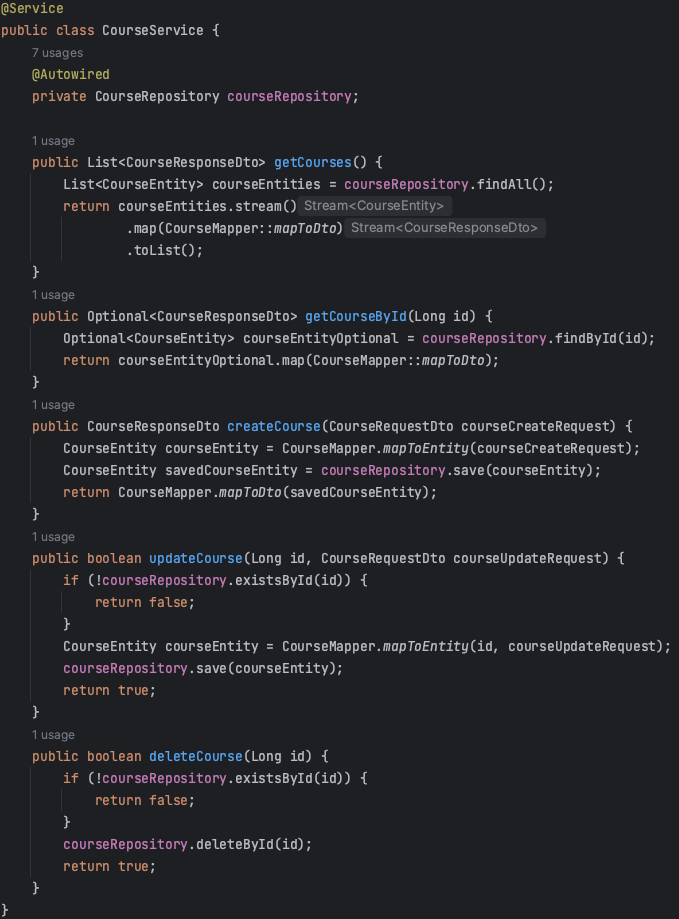 @Service
public class CourseService {
7 usages
@Autowired
private CourseRepository courseRepository;
1 usage
public List<CourseResponseDto> getCourses() {
List<CourseEntity> courseEntities = courseRepository.findAll();
return courseEntities.stream() Stream<CourseEntity>
.map(CourseMapper::mapToDto) Stream<CourseResponseDto>
.toList();
}
1 usage
public Optional<CourseResponseDto> getCourseById(Long id) {
Optional<CourseEntity> courseEntityOptional = courseRepository.findById(id);
return courseEntityOptional.map(CourseMapper::mapToDto);
}
1 usage
public CourseResponseDto createCourse(CourseRequestDto courseCreateRequest) {
CourseEntity courseEntity = CourseMapper.mapToEntity(courseCreateRequest);
CourseEntity savedCourseEntity = courseRepository.save(courseEntity);
return CourseMapper.mapToDto(savedCourseEntity);
}
1 usage
public boolean updateCourse(Long id, CourseRequestDto courseUpdateRequest) {
if (!courseRepository.existsById(id)) {
return false;
}
CourseEntity courseEntity = CourseMapper.mapToEntity(id, courseUpdateRequest);
courseRepository.save(courseEntity);
return true;
}
1 usage
public boolean deleteCourse(Long id) {
if (!courseRepository.existsById(id)) {
return false;
}
courseRepository.deleteById(id);
return true;
}
}